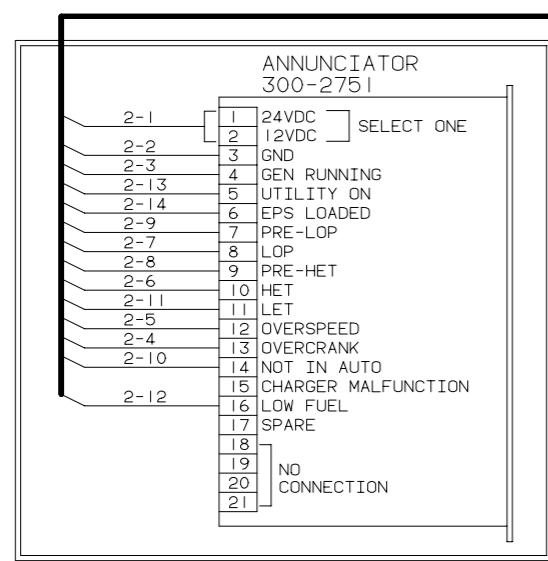 ANNUNCIATOR
300-2751
2-1 1 24VDC
SELECT ONE
2 12VDC
2-2 3 GND
2-3 4 GEN RUNNING
2-13 5 UTILITY ON
2-14 6 EPS LOADED
2-9 7 PRE-LOP
2-7 8 LOP
2-8 9 PRE-HET
2-6 10 HET
2-11 11 LET
2-5 12 OVERSPEED
2-4 13 OVERCRANK
2-10 14 NOT IN AUTO
15 CHARGER MALFUNCTION
2-12 16 LOW FUEL
17 SPARE
18
19 NO
20 CONNECTION
21